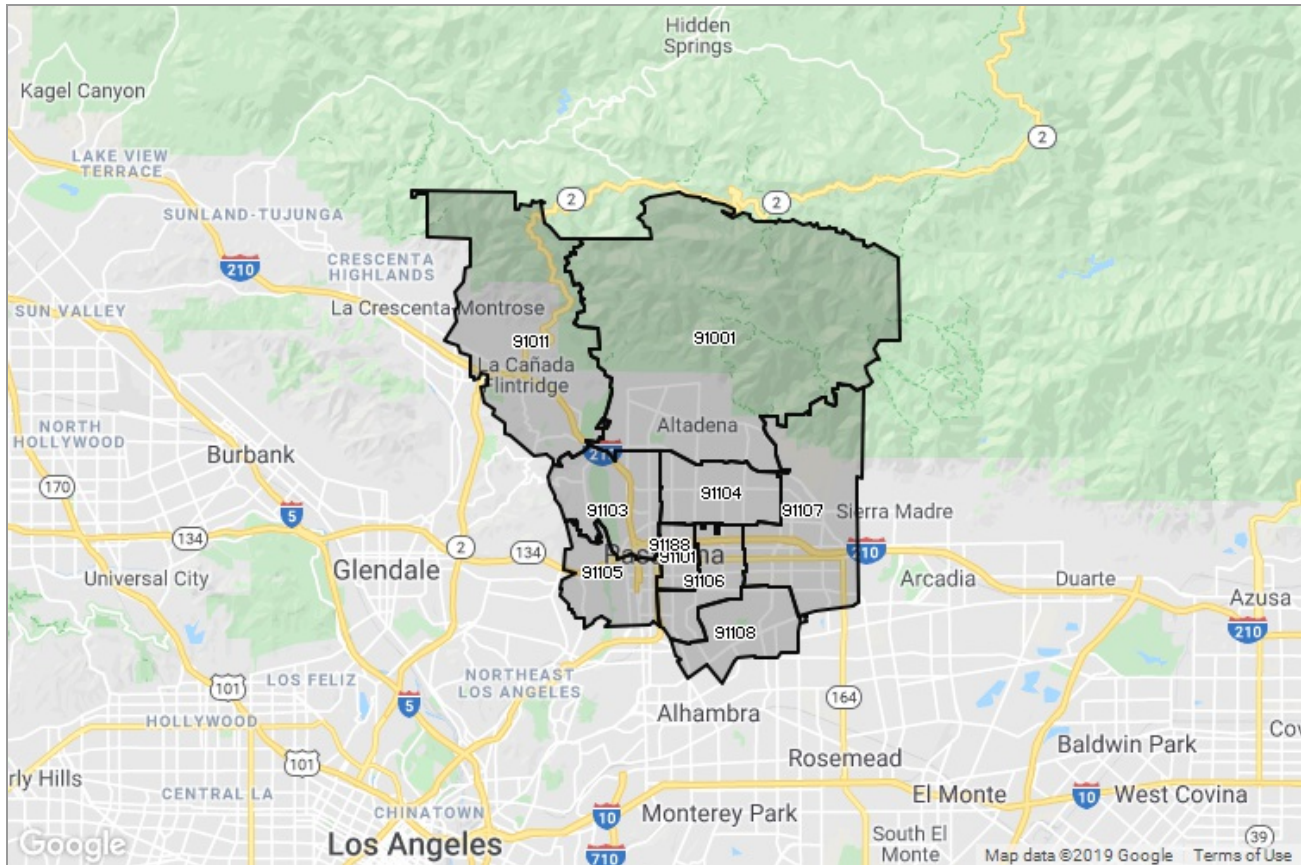 Hidden
Springs
Kagel Canyon
2
LAKE VIEW
TERRACE
2
2
SUNLAND-TUJUNGA
210
CRESCENTA
HIGHLANDS
SUN VALLEY
La Crescenta-Montrose
91011
91001
La Cañada
Flintridge
NORTH
HOLLYWOOD
Altadena
Burbank
210
170
91104
91107
91103
Sierra Madre
5
134
2
134
91188
91101
210
Glendale
Universal City
91105
91106
Arcadia
Duarte
Azusa
210
91108
NORTHEAST
LOS ANGELES
101
LOS FELIZ
5
164
HOLLYWOOD
Alhambra
101
Rosemead
Baldwin Park
rly Hills
CENTRAL LA
El Monte
10
West Covina
CHINATOWN
10
Monterey Park
Los Angeles
710
South El
Monte
39
Google
Map data ©2019 Google
Terms of Use